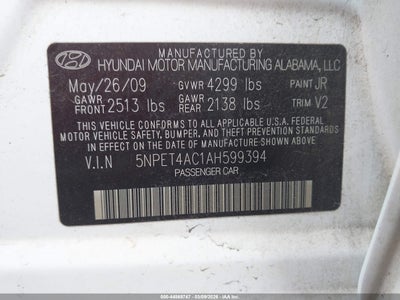 MANUFACTURED BY
HYUNDAI MOTOR MANUFACTURING ALABAMA, LLC
May/26/09 GVWR 4299 lbs PAINT JR
GAWR FRONT 2513 lbs GAWR REAR 2138 lbs TRIM V2
THIS VEHICLE CONFORMS TO ALL APPLICABLE U.S.A. FEDERAL
MOTOR VEHICLE SAFETY, BUMPER, AND THEFT PREVENTION STANDARDS
IN EFFECT ON THE DATE OF MANUFACTURE SHOWN ABOVE.
V.I.N 5NPET4AC1AH599394
PASSENGER CAR